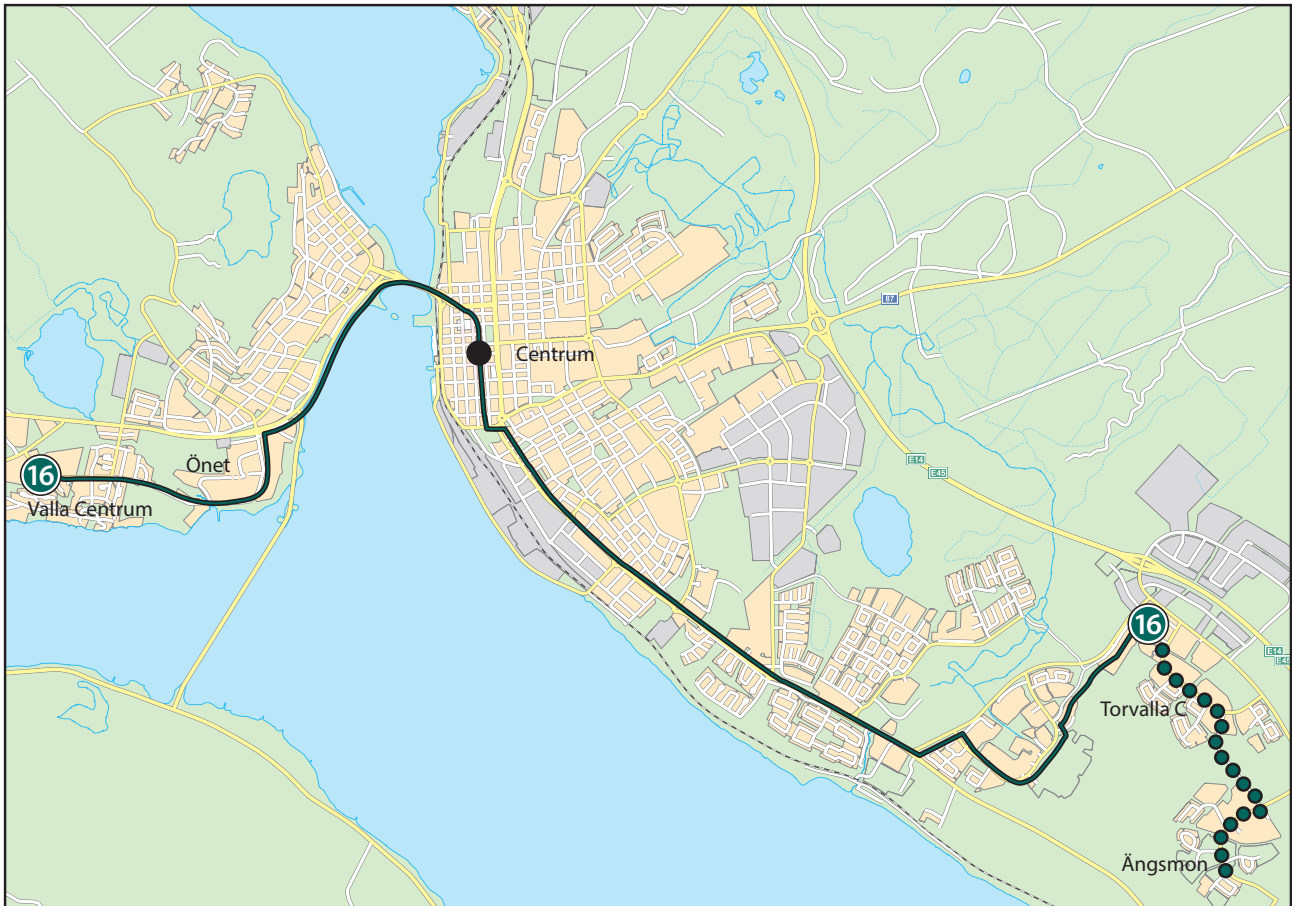 87
Centrum
E14
E45
Önet
16
Valla Centrum
16
E14
E45
Torvalla C
Ängsmon